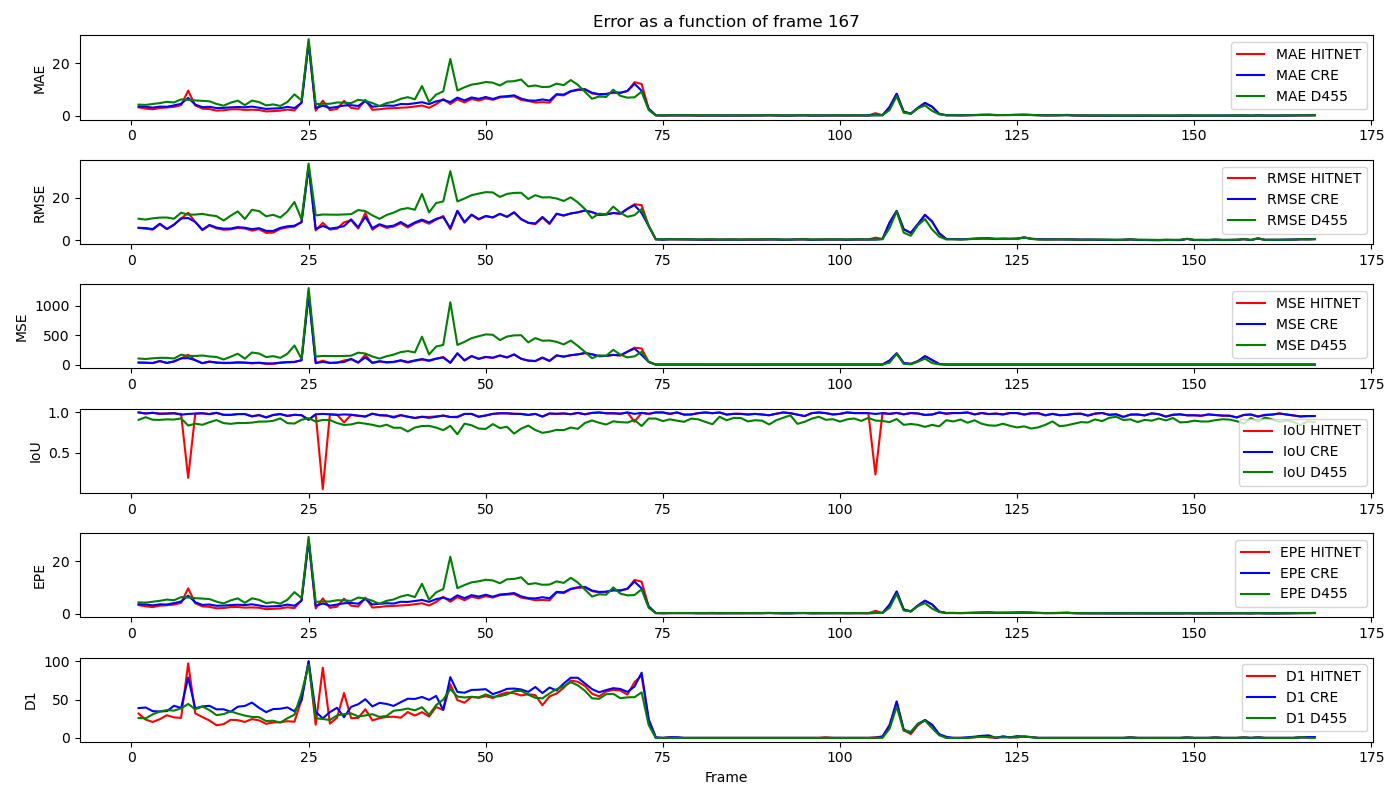 Error as a function of frame 167
MAE
20
0
MAE HITNET
MAE CRE
MAE D455
0 25 50 75 100 125 150 175
RMSE
20
0
RMSE HITNET
RMSE CRE
RMSE D455
0 25 50 75 100 125 150 175
MSE
1000
500
0
MSE HITNET
MSE CRE
MSE D455
0 25 50 75 100 125 150 175
IoU
1.0
0.5
IoU HITNET
IoU CRE
IoU D455
0 25 50 75 100 125 150 175
EPE
20
0
EPE HITNET
EPE CRE
EPE D455
0 25 50 75 100 125 150 175
D1
100
50
0
D1 HITNET
D1 CRE
D1 D455
0 25 50 75 100 125 150 175
Frame